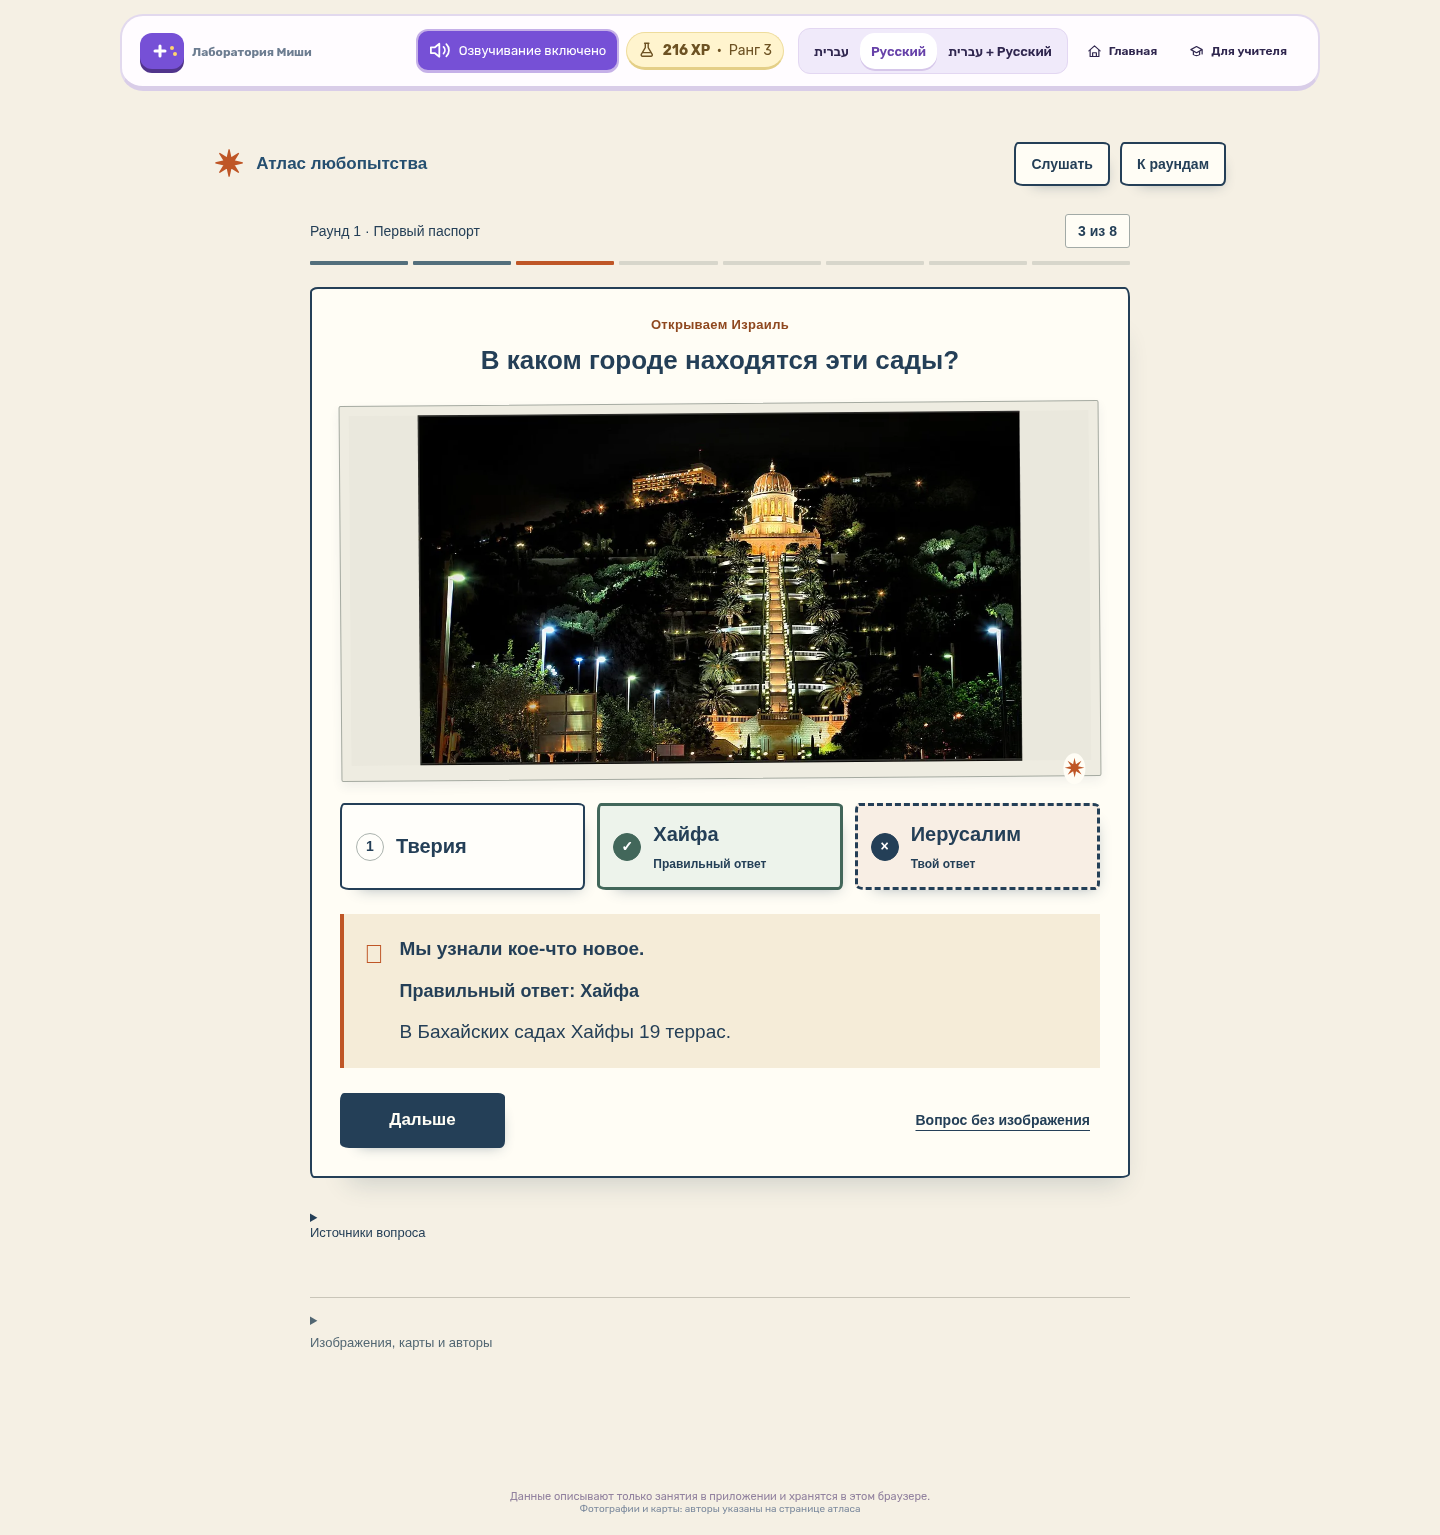 Лаборатория Миши
Озвучивание включено
216 XP · Ранг 3
עברית
Русский
עברית + Русский
Главная
Для учителя
Атлас любопытства
Слушать
К раундам
Раунд 1 · Первый паспорт
3 из 8
Открываем Израиль
В каком городе находятся эти сады?
1 Тверия
✓ Хайфа
Правильный ответ
× Иерусалим
Твой ответ
Мы узнали кое-что новое.
Правильный ответ: Хайфа
В Бахайских садах Хайфы 19 террас.
Дальше
Вопрос без изображения
Источники вопроса
Изображения, карты и авторы
Данные описывают только занятия в приложении и хранятся в этом браузере.
Фотографии и карты: авторы указаны на странице атласа